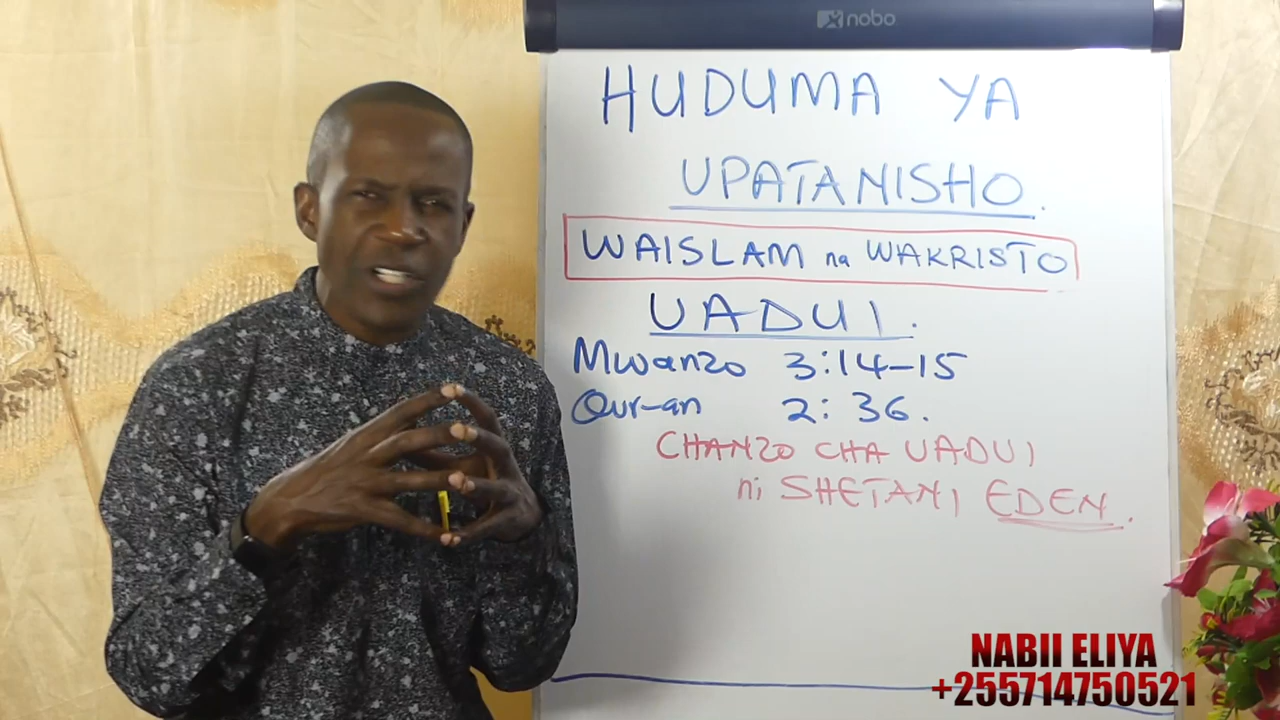 nobo
HUDUMA YA
UPATANISHO.
WAISLAM na WAKRISTO
UADUI.
Mwanzo 3:14-15
Qur-an 2:36.
CHANZO CHA UADUI
ni SHETANI EDEN.
NABII ELIYA
+255714750521